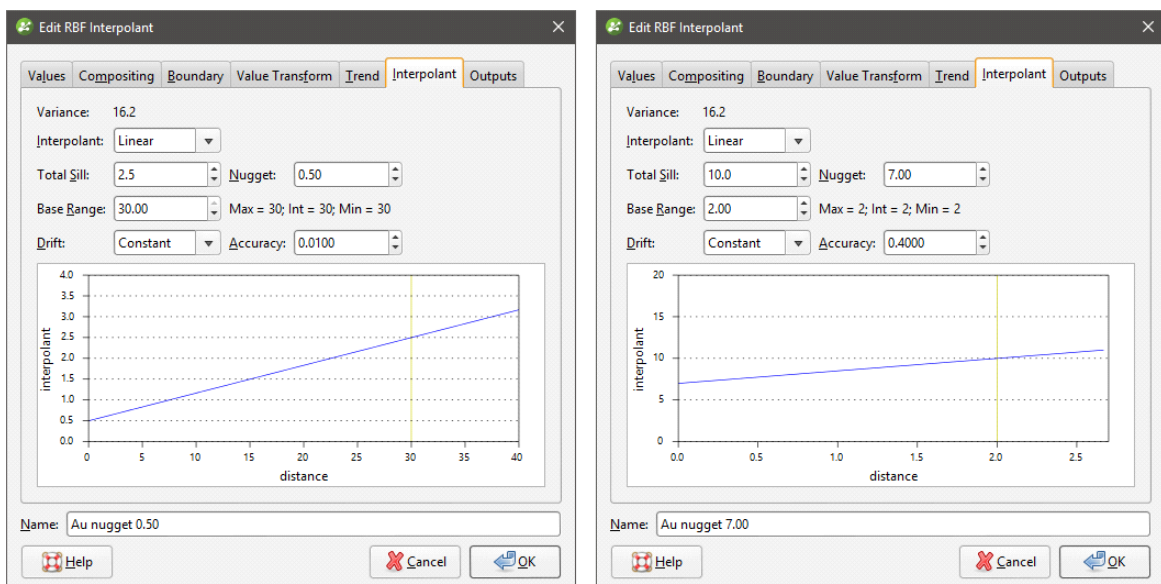 Edit RBF Interpolant
Values Compositing Boundary Value Transform Trend Interpolant Outputs
Variance: 16.2
Interpolant: Linear
Total Sill: 2.5 Nugget: 0.50
Base Range: 30.00 Max = 30; Int = 30; Min = 30
Drift: Constant Accuracy: 0.0100
4.0
3.5
3.0
2.5
2.0
1.5
1.0
0.5
0.0
interpolant
0 5 10 15 20 25 30 35 40
distance
Name: Au nugget 0.50
Help Cancel OK
Edit RBF Interpolant
Values Compositing Boundary Value Transform Trend Interpolant Outputs
Variance: 16.2
Interpolant: Linear
Total Sill: 10.0 Nugget: 7.00
Base Range: 2.00 Max = 2; Int = 2; Min = 2
Drift: Constant Accuracy: 0.4000
20
15
10
5
0
interpolant
0.0 0.5 1.0 1.5 2.0 2.5
distance
Name: Au nugget 7.00
Help Cancel OK